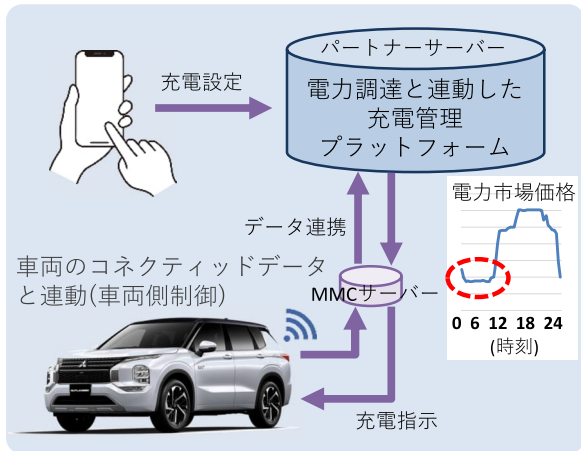 パートナーサーバー
電力調達と連動した
充電管理
プラットフォーム
充電設定
電力市場価格
データ連携
車両のコネクティッドデータ
と連動(車両側制御)
MMCサーバー
0 6 12 18 24
(時刻)
充電指示